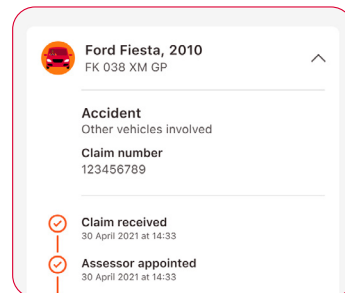 Ford Fiesta, 2010
FK 038 XM GP
Accident
Other vehicles involved
Claim number
123456789
Claim received
30 April 2021 at 14:33
Assessor appointed
30 April 2021 at 14:33